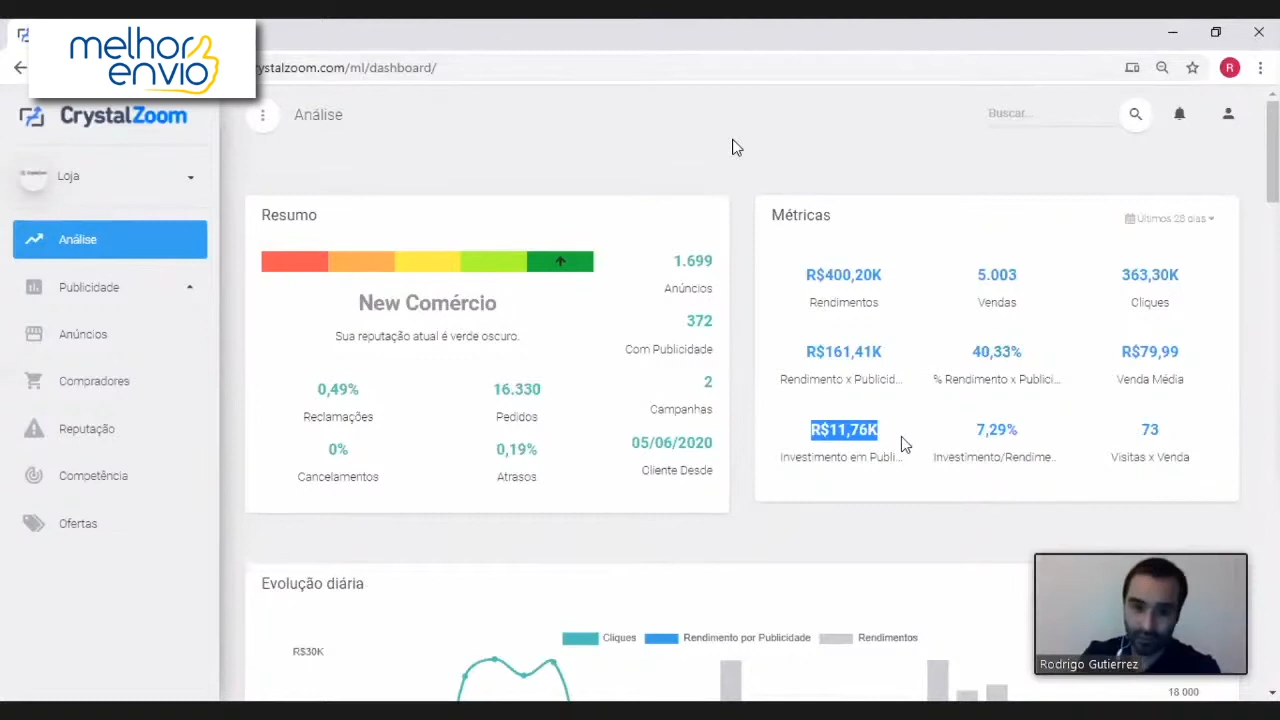 melhor
envio
rystalzoom.com/ml/dashboard/
R
CrystalZoom
Análise
Buscar...
Loja
Análise
Publicidade
Anúncios
Compradores
Reputação
Competência
Ofertas
Resumo
New Comércio
Sua reputação atual é verde oscuro.
0,49%
Reclamações
16.330
Pedidos
0%
Cancelamentos
0,19%
Atrasos
1.699
Anúncios
372
Com Publicidade
2
Campanhas
05/06/2020
Cliente Desde
Métricas
Últimos 28 dias
R$400,20K
Rendimentos
5.003
Vendas
363,30K
Cliques
R$161,41K
Rendimento x Publicid...
40,33%
% Rendimento x Publici...
R$79,99
Venda Média
R$11,76K
Investimento em Publi...
7,29%
Investimento/Rendime..
73
Visitas x Venda
Evolução diária
Cliques
Rendimento por Publicidade
Rendimentos
R$30K
18 000
Rodrigo Gutierrez